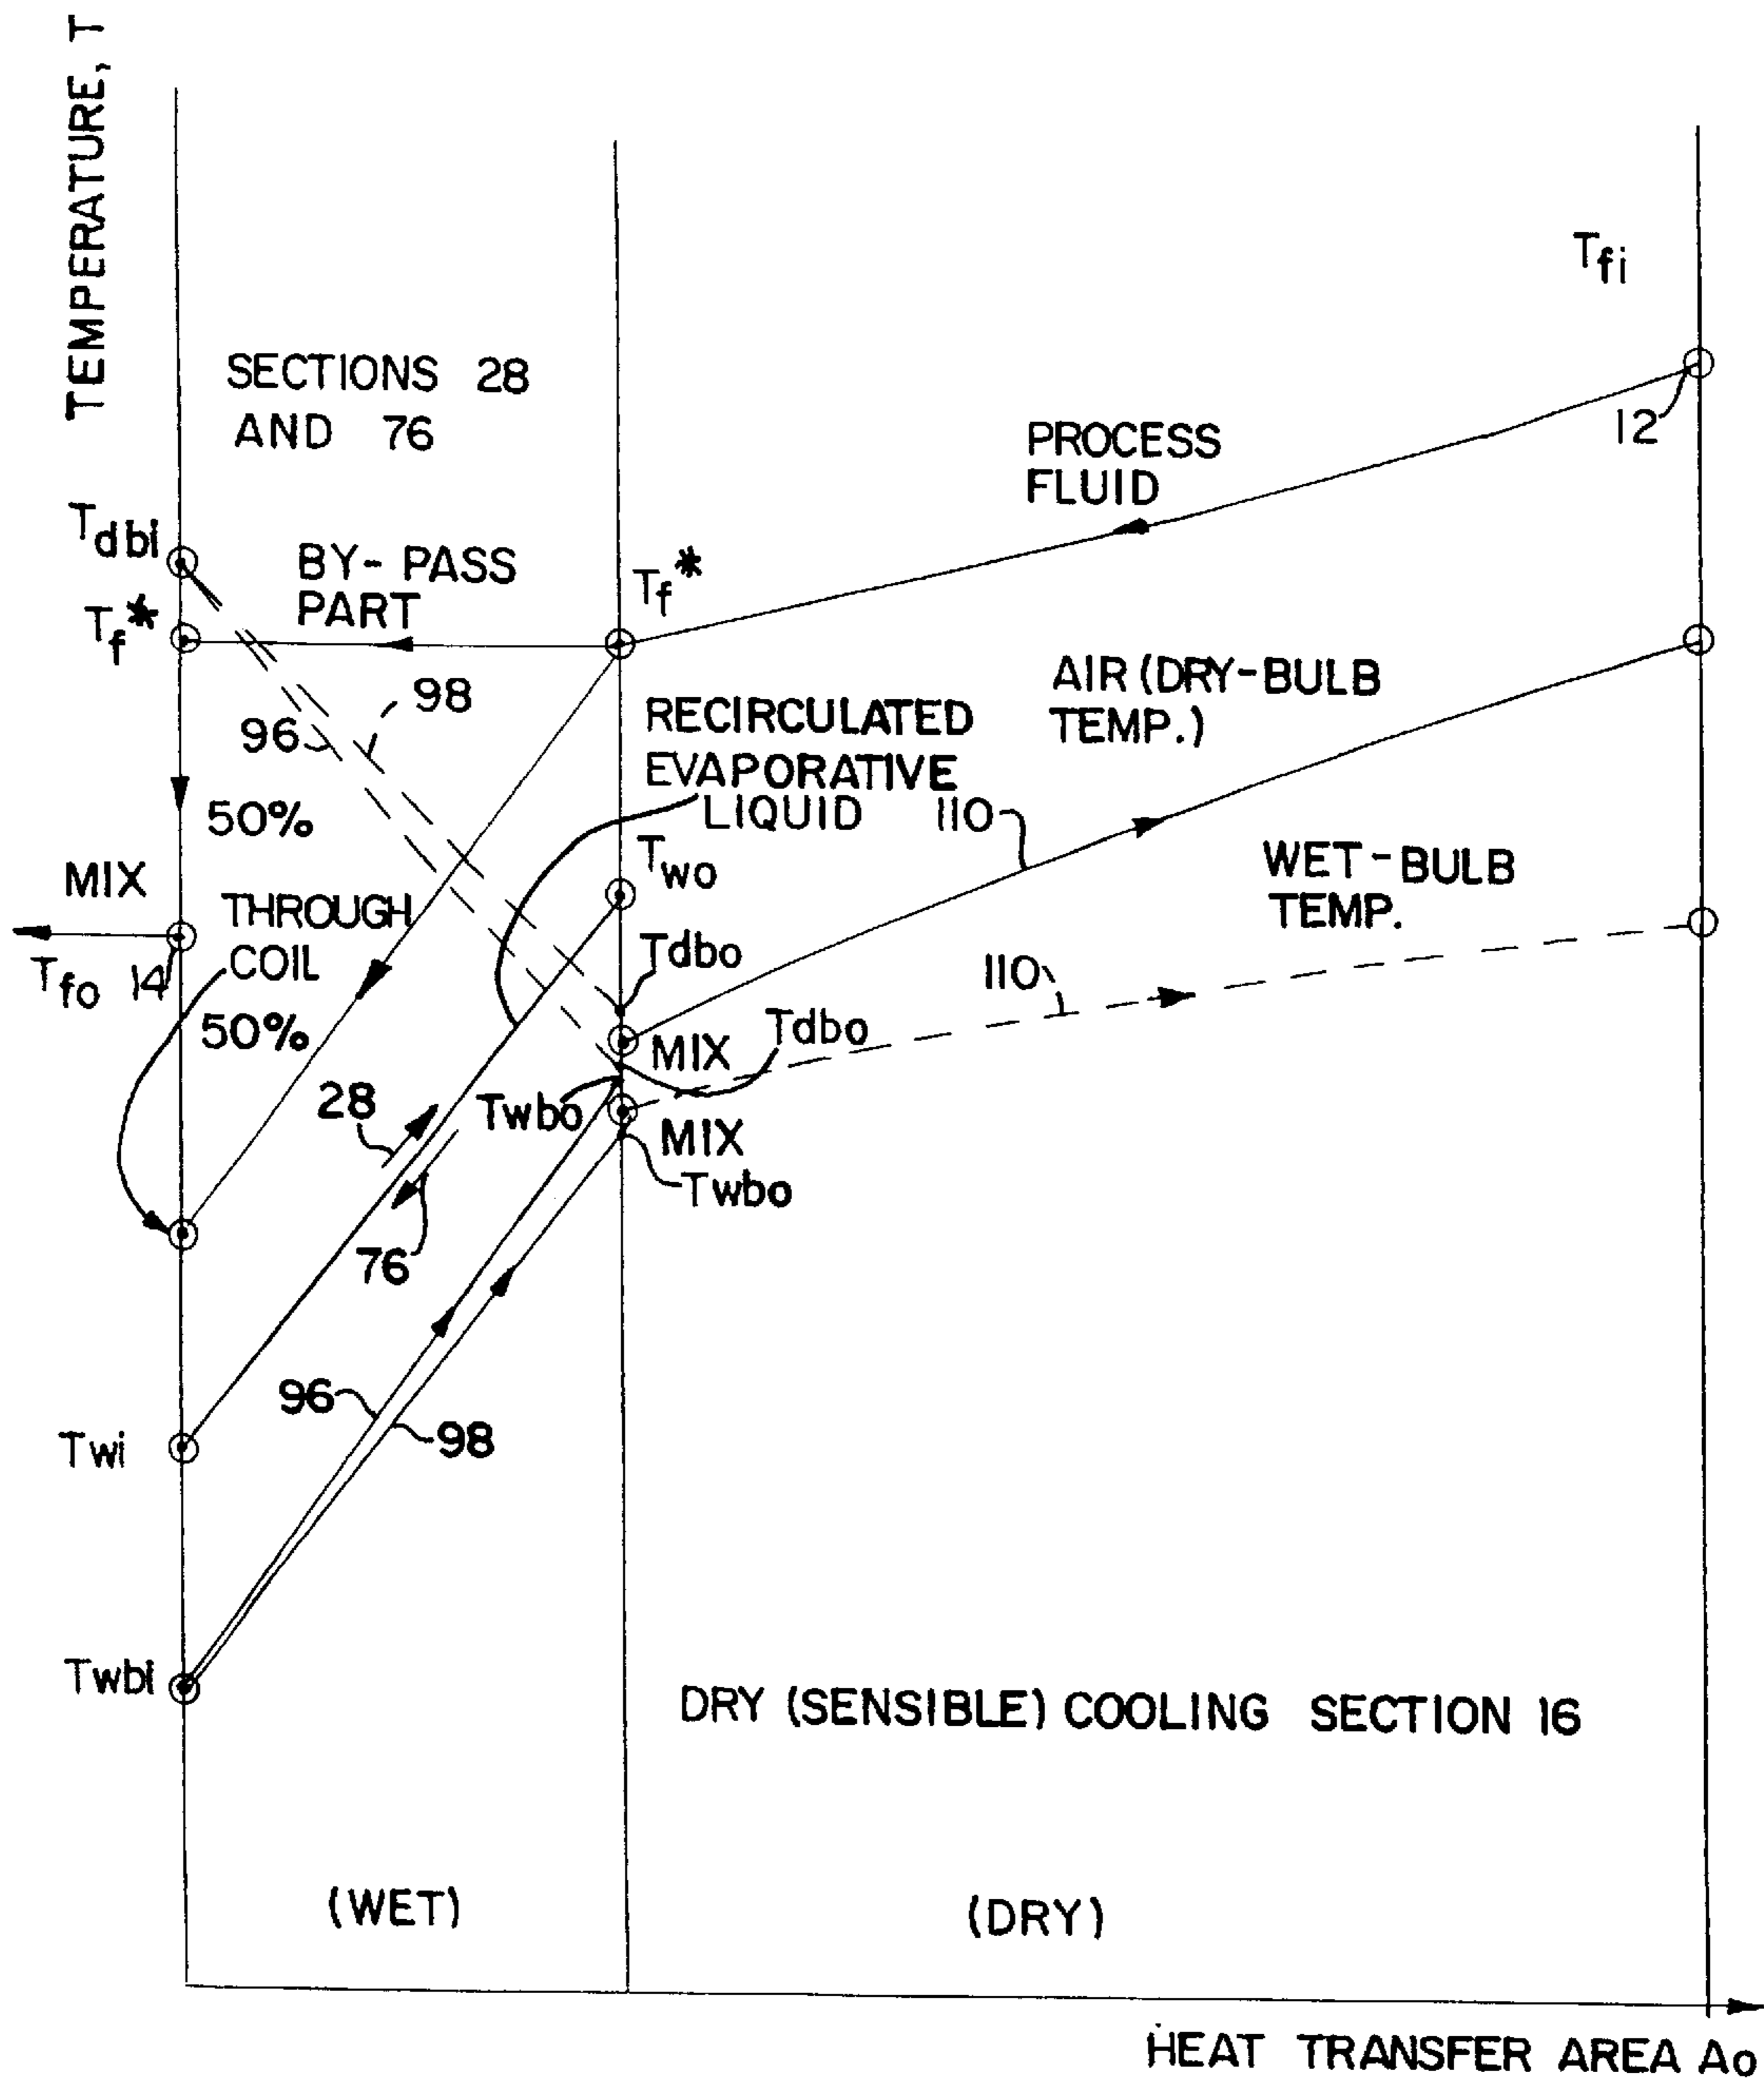 TEMPERATURE, T
Tfi
SECTIONS 28
AND 76
12
PROCESS
FLUID
Tdbi
BY-PASS
PART
Tf*
Tf*
AIR (DRY-BULB
TEMP.)
98
96
RECIRCULATED
EVAPORATIVE
LIQUID
110
50%
MIX
Two
WET-BULB
TEMP.
THROUGH
COIL
Tfo
14
Tdbo
110
50%
MIX
Tdbo
28
Twbo
MIX
Twbo
76
96
98
Twi
Twbi
DRY (SENSIBLE) COOLING SECTION 16
(WET)
(DRY)
HEAT TRANSFER AREA Ao